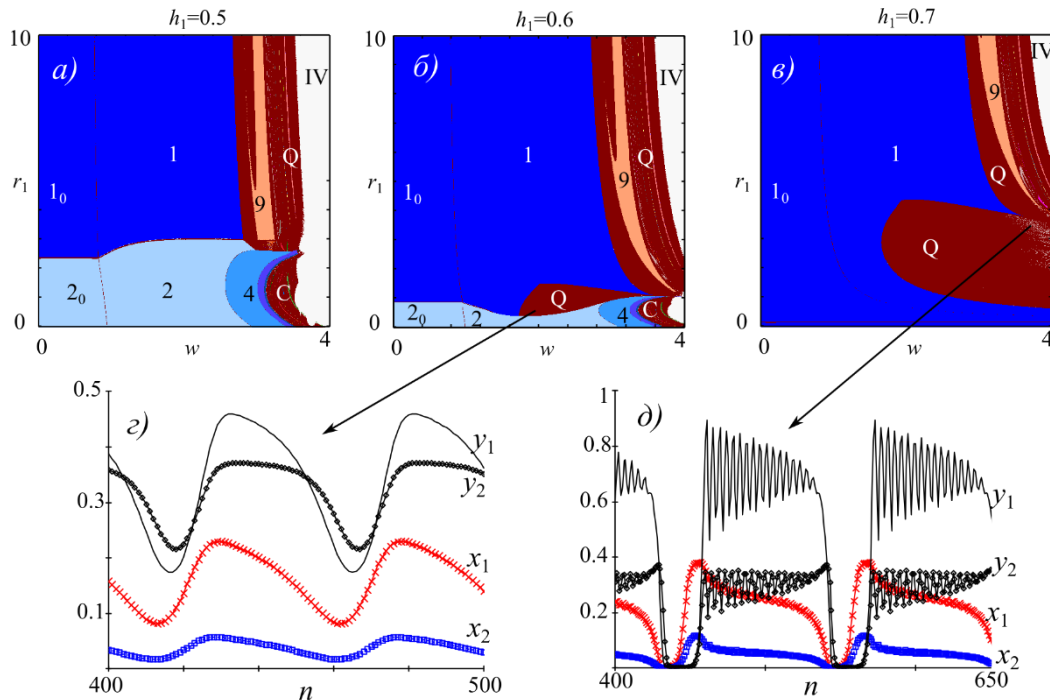 h₁=0.5
h₁=0.6
h₁=0.7
10
а)
IV
1
Q
r₁
1₀
9
2₀
2
4
C
0
0
w
4
10
б)
IV
1
Q
r₁
1₀
9
Q
2₀
2
4
C
0
0
w
4
10
в)
IV
9
1
Q
r₁
1₀
Q
0
0
w
4
0.5
г)
y₁
y₂
0.3
x₁
0.1
x₂
400
n
500
1
д)
0.8
y₁
0.6
0.4
y₂
x₁
0.2
x₂
400
n
650